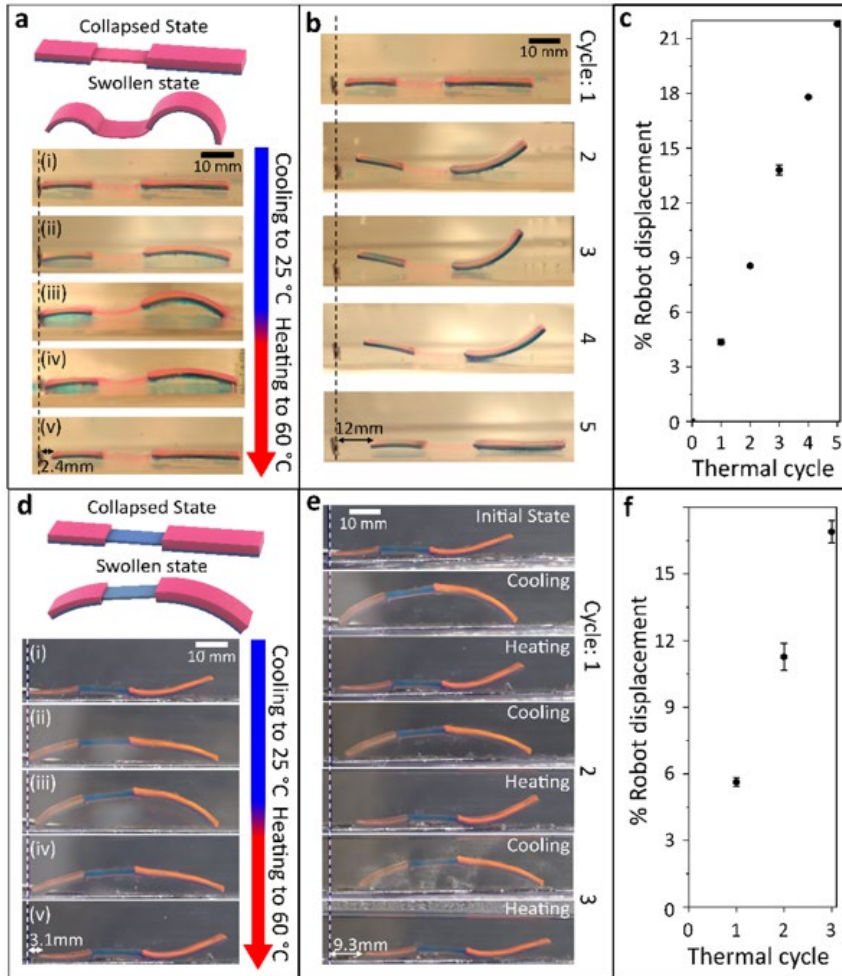 a
Collapsed State
Swollen state
10 mm
(i)
(ii)
(iii)
(iv)
(v)
2.4mm
Cooling to 25 °C Heating to 60 °C
b
10 mm
Cycle: 1
2
3
4
5
12mm
c
% Robot displacement
21
18
15
12
9
6
3
0
0 1 2 3 4 5
Thermal cycle
d
Collapsed State
Swollen state
10 mm
(i)
(ii)
(iii)
(iv)
(v)
3.1mm
Cooling to 25 °C Heating to 60 °C
e
10 mm
Initial State
Cooling
Heating
Cooling
Heating
Cooling
Heating
Cycle: 1
2
3
9.3mm
f
% Robot displacement
15
12
9
6
3
0
0 1 2 3
Thermal cycle